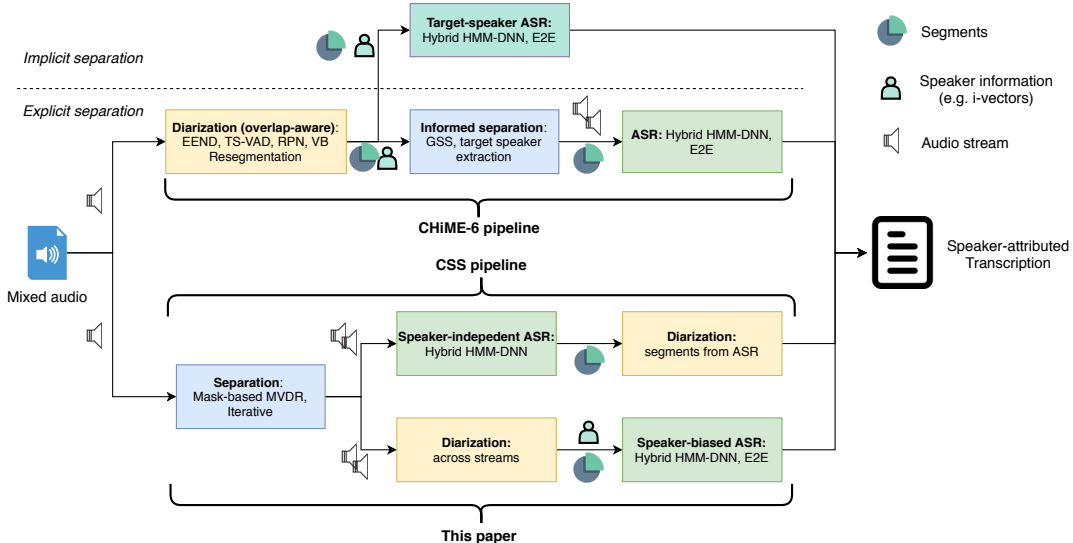 Implicit separation
Explicit separation
Target-speaker ASR:
Hybrid HMM-DNN, E2E
Diarization (overlap-aware):
EEND, TS-VAD, RPN, VB
Resegmentation
Informed separation:
GSS, target speaker
extraction
ASR: Hybrid HMM-DNN,
E2E
CHiME-6 pipeline
Mixed audio
CSS pipeline
Separation:
Mask-based MVDR,
Iterative
Speaker-indepedent ASR:
Hybrid HMM-DNN
Diarization:
segments from ASR
Diarization:
across streams
Speaker-biased ASR:
Hybrid HMM-DNN, E2E
This paper
Segments
Speaker information
(e.g. i-vectors)
Audio stream
Speaker-attributed
Transcription